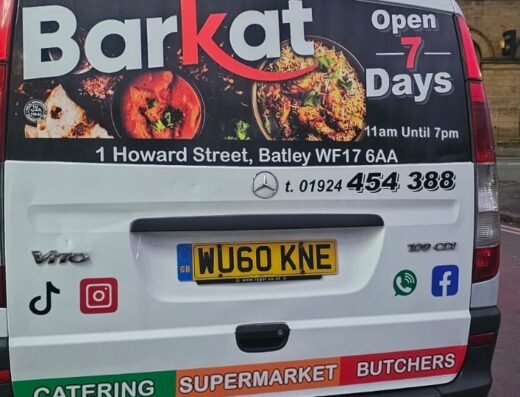 Barkat
Open
7
Days
11am Until 7pm
1 Howard Street, Batley WF17 6AA
t. 01924 454 388
VITO
109 CDI
GB
WU60 KNE
CATERING
SUPERMARKET
BUTCHERS